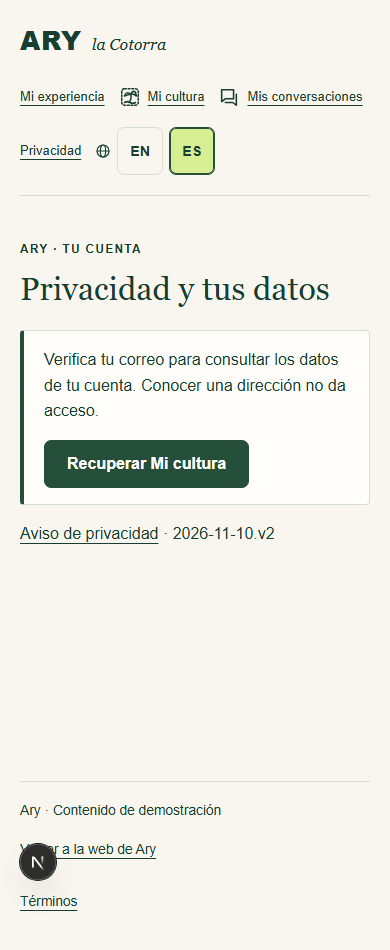 ARY la Cotorra
Mi experiencia Mi cultura Mis conversaciones
Privacidad EN ES
ARY · TU CUENTA
Privacidad y tus datos
Verifica tu correo para consultar los datos
de tu cuenta. Conocer una dirección no da
acceso.
Recuperar Mi cultura
Aviso de privacidad · 2026-11-10.v2
Ary · Contenido de demostración
a la web de Ary
N
Términos